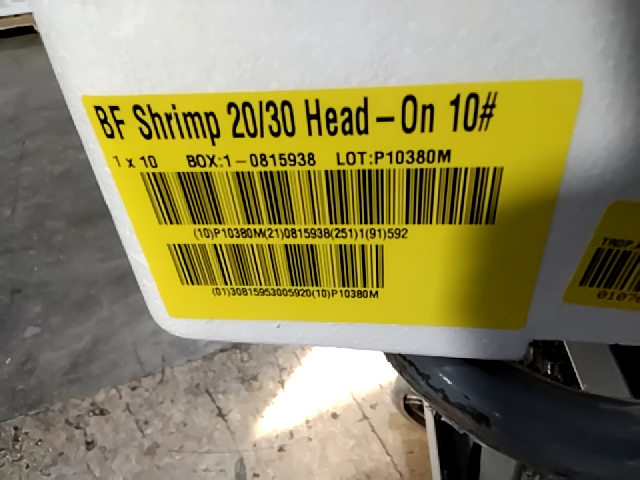 BF Shrimp 20/30 Head-On 10#
1 x 10 BOX:1-0815938 LOT:P10380M
(10)P10380M(21)0815938(251)1(91)592
(01)30815953005920(10)P10380M